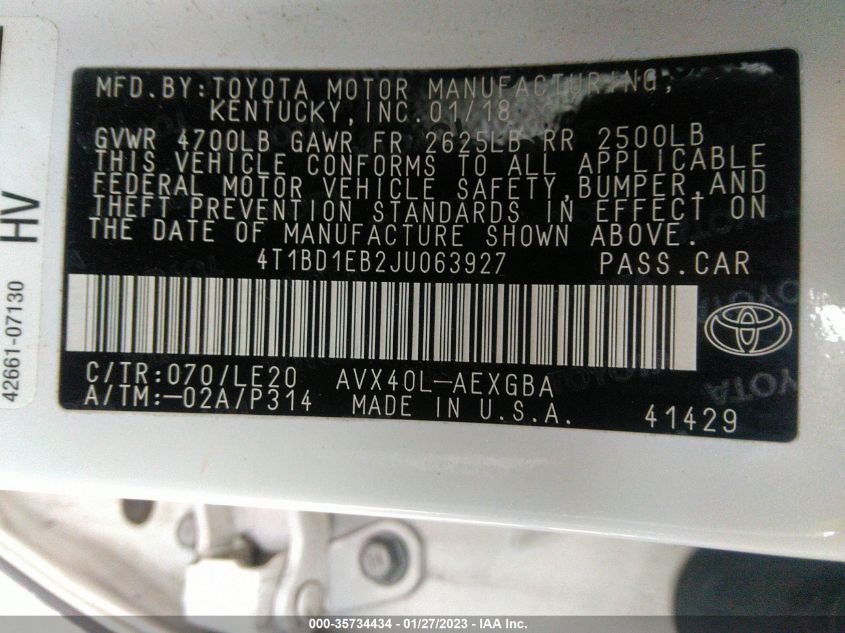 MFD. BY: TOYOTA MOTOR MANUFACTURING,
KENTUCKY, INC. 01/18
GVWR 4700LB GAWR FR 2625LB RR 2500LB
THIS VEHICLE CONFORMS TO ALL APPLICABLE
FEDERAL MOTOR VEHICLE SAFETY, BUMPER, AND
THEFT PREVENTION STANDARDS IN EFFECT ON
THE DATE OF MANUFACTURE SHOWN ABOVE.
4T1BD1EB2JU063927 PASS. CAR
C/TR: 070/LE20 AVX40L-AEXGBA
A/TM: -02A/P314 MADE IN U.S.A. 41429
HV
42661-07130
TOYOTA
000-35734434 - 01/27/2023 - IAA Inc.